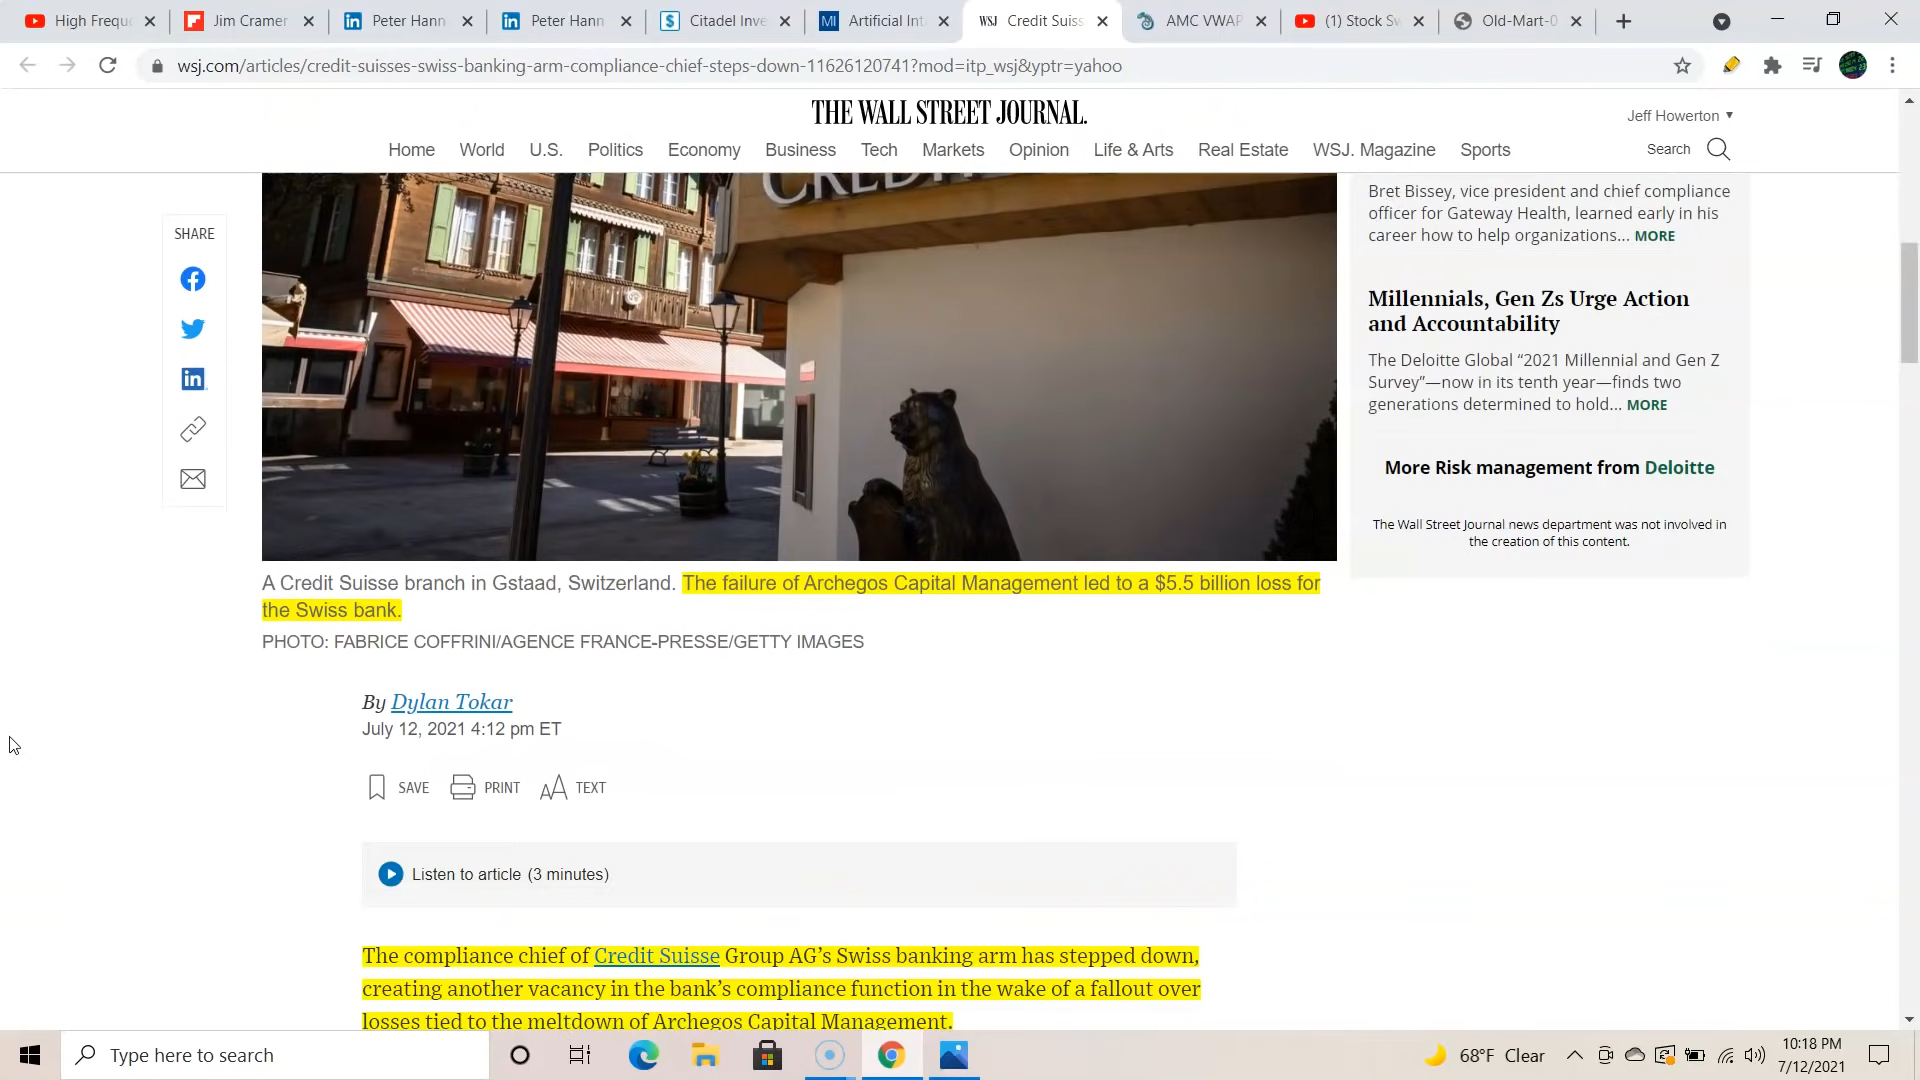 High Frequ
Jim Cramer
Peter Hann
Peter Hann
Citadel Inve
Artificial Int
WSJ Credit Suiss
AMC VWAP
(1) Stock Sw
Old-Mart-0
wsj.com/articles/credit-suisses-swiss-banking-arm-compliance-chief-steps-down-11626120741?mod=itp_wsj&yptr=yahoo
THE WALL STREET JOURNAL.
Jeff Howerton
Home World U.S. Politics Economy Business Tech Markets Opinion Life & Arts Real Estate WSJ. Magazine Sports
Search
SHARE
CREDIT
Bret Bissey, vice president and chief compliance
officer for Gateway Health, learned early in his
career how to help organizations... MORE
Millennials, Gen Zs Urge Action
and Accountability
The Deloitte Global “2021 Millennial and Gen Z
Survey”—now in its tenth year—finds two
generations determined to hold... MORE
More Risk management from Deloitte
The Wall Street Journal news department was not involved in
the creation of this content.
A Credit Suisse branch in Gstaad, Switzerland. The failure of Archegos Capital Management led to a $5.5 billion loss for
the Swiss bank.
PHOTO: FABRICE COFFRINI/AGENCE FRANCE-PRESSE/GETTY IMAGES
By Dylan Tokar
July 12, 2021 4:12 pm ET
SAVE PRINT AA TEXT
Listen to article (3 minutes)
The compliance chief of Credit Suisse Group AG’s Swiss banking arm has stepped down,
creating another vacancy in the bank’s compliance function in the wake of a fallout over
losses tied to the meltdown of Archegos Capital Management.
Type here to search
68°F Clear
10:18 PM
7/12/2021